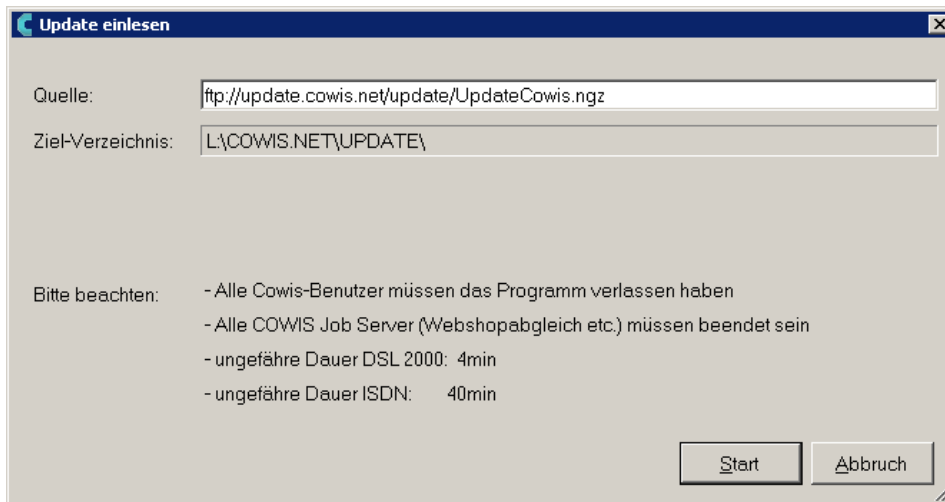 Update einlesen
Quelle: ftp://update.cowis.net/update/UpdateCowis.ngz
Ziel-Verzeichnis: L:\COWIS.NET\UPDATE\
Bitte beachten: - Alle Cowis-Benutzer müssen das Programm verlassen haben
- Alle COWIS Job Server (Webshopabgleich etc.) müssen beendet sein
- ungefähre Dauer DSL 2000: 4min
- ungefähre Dauer ISDN: 40min
Start Abbruch